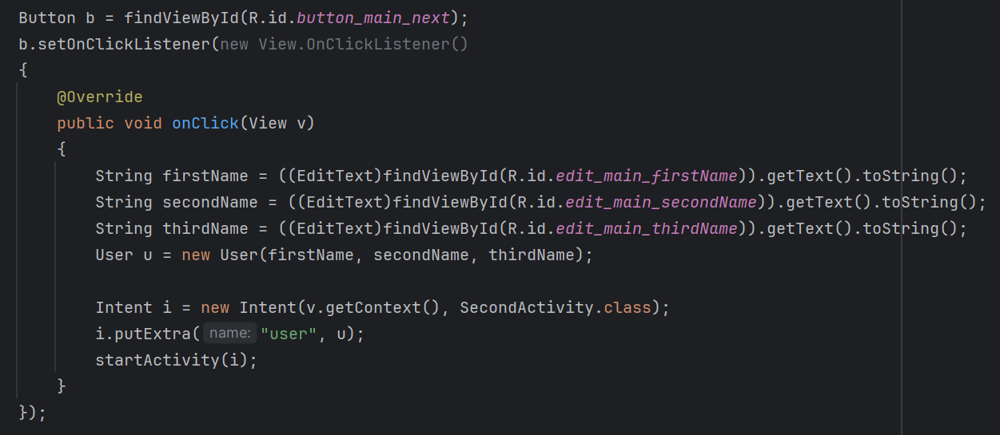 Button b = findViewById(R.id.button_main_next);
b.setOnClickListener(new View.OnClickListener()
{
    @Override
    public void onClick(View v)
    {
        String firstName = ((EditText)findViewById(R.id.edit_main_firstName)).getText().toString();
        String secondName = ((EditText)findViewById(R.id.edit_main_secondName)).getText().toString();
        String thirdName = ((EditText)findViewById(R.id.edit_main_thirdName)).getText().toString();
        User u = new User(firstName, secondName, thirdName);

        Intent i = new Intent(v.getContext(), SecondActivity.class);
        i.putExtra( name: "user", u);
        startActivity(i);
    }
});